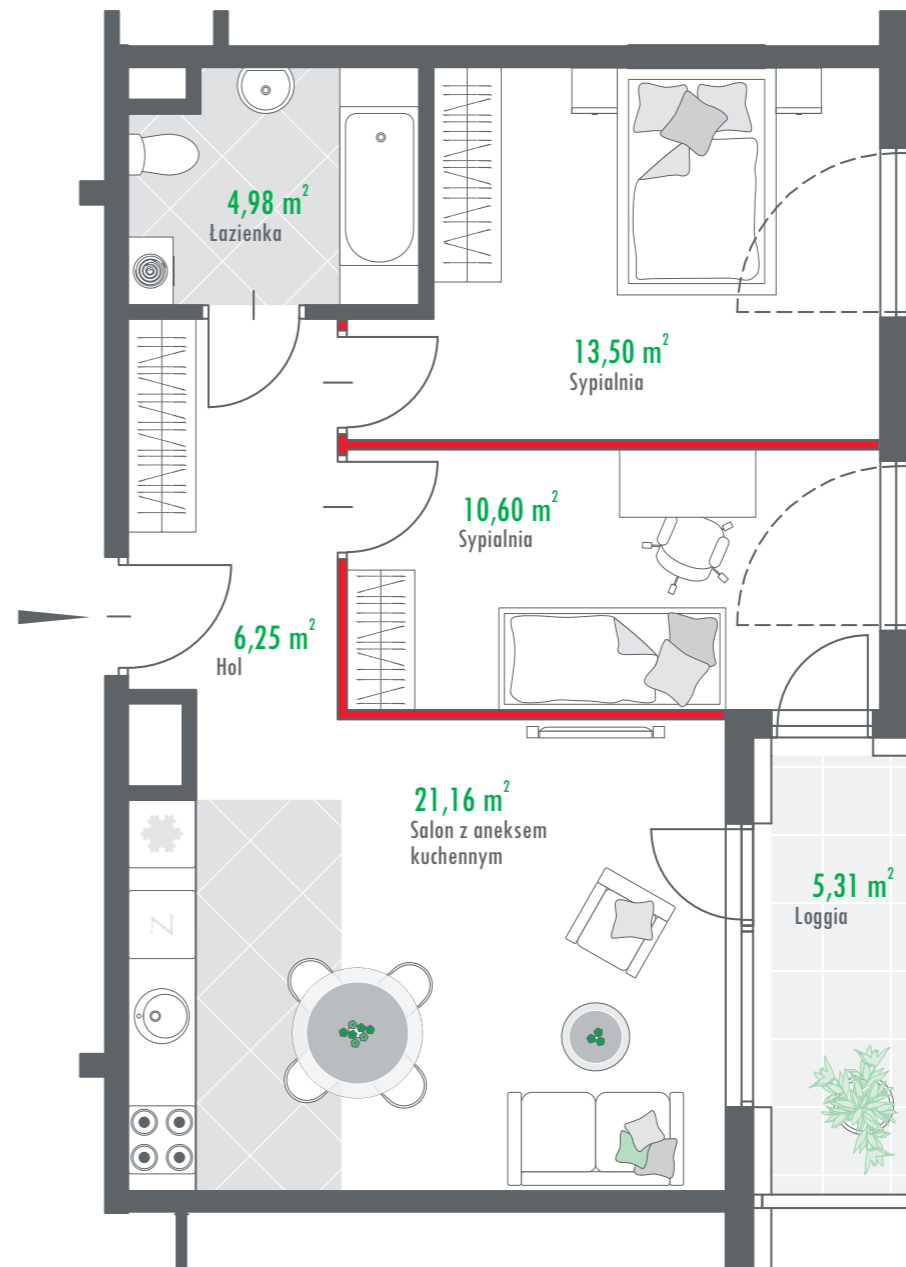 4,98 m²
Łazienka
13,50 m²
Sypialnia
10,60 m²
Sypialnia
6,25 m²
Hol
21,16 m²
Salon z aneksem
kuchennym
5,31 m²
Loggia
Z